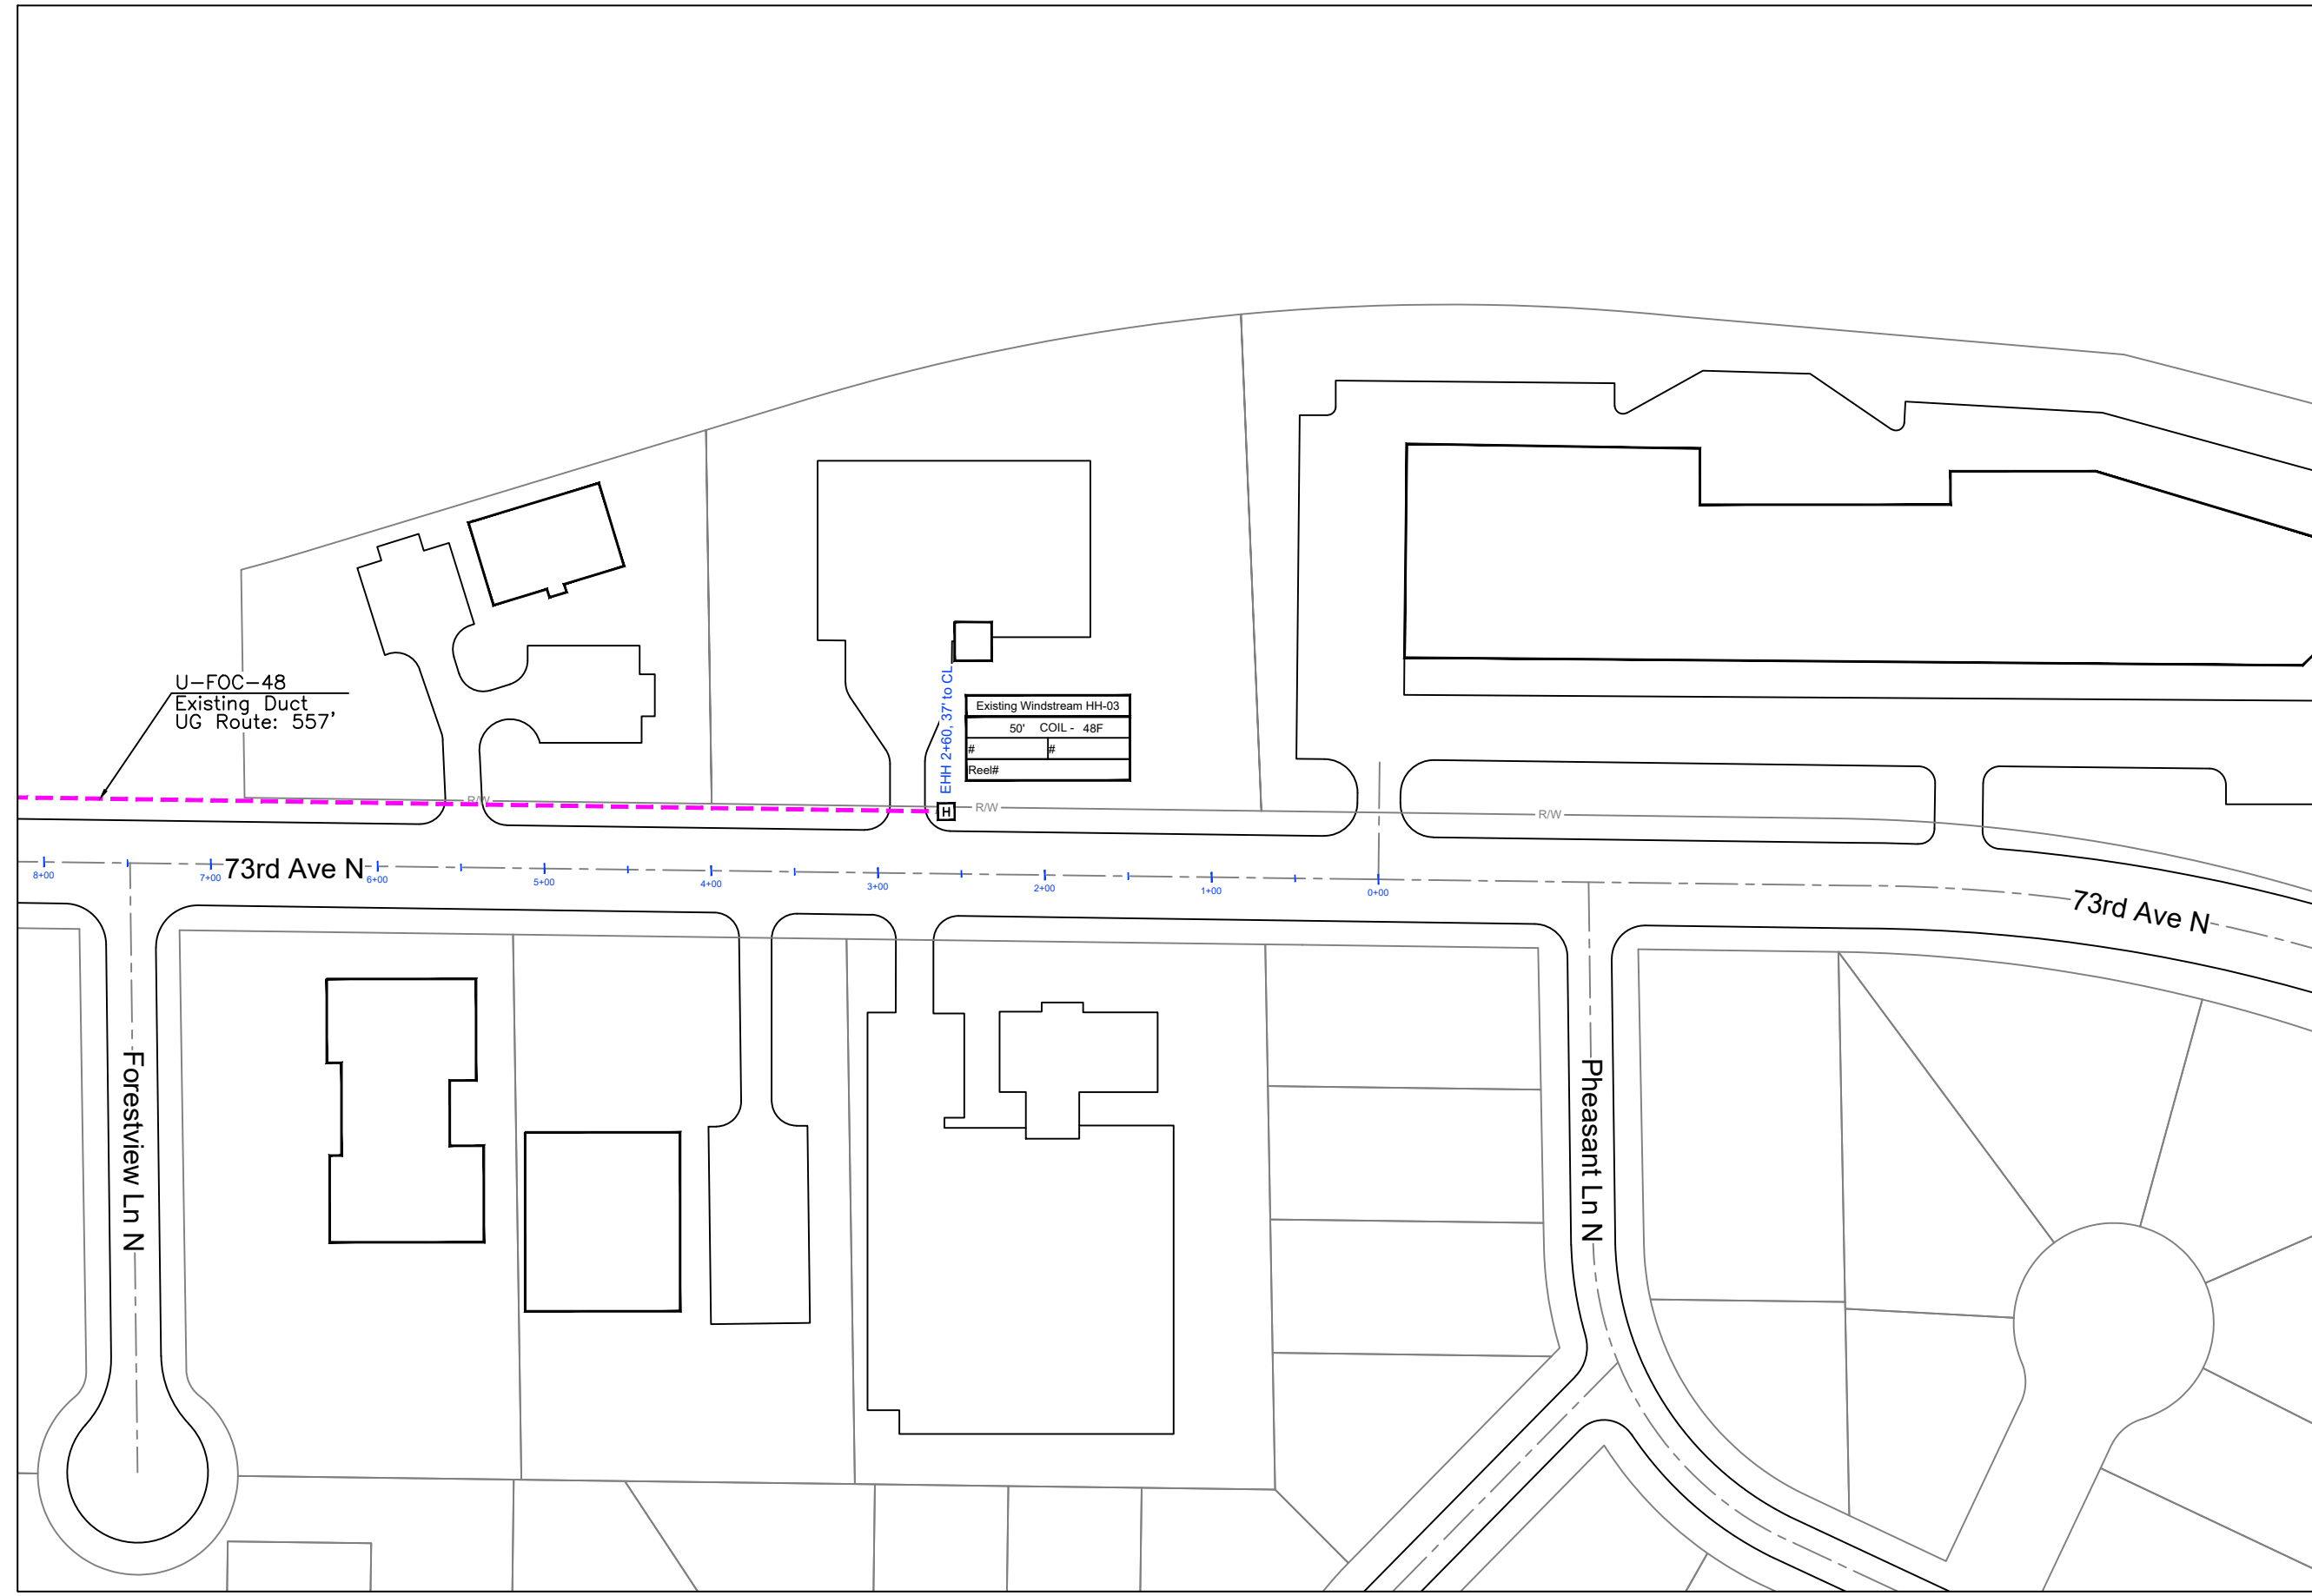 U-FOC-48
Existing Duct
UG Route: 557'
EHH 2+60, 37' to CL
Existing Windstream HH-03
50' COIL - 48F
# #
Reel#
R/W
H
R/W
R/W
73rd Ave N
8+00
7+00
6+00
5+00
4+00
3+00
2+00
1+00
0+00
73rd Ave N
Forestview Ln N
Pheasant Ln N